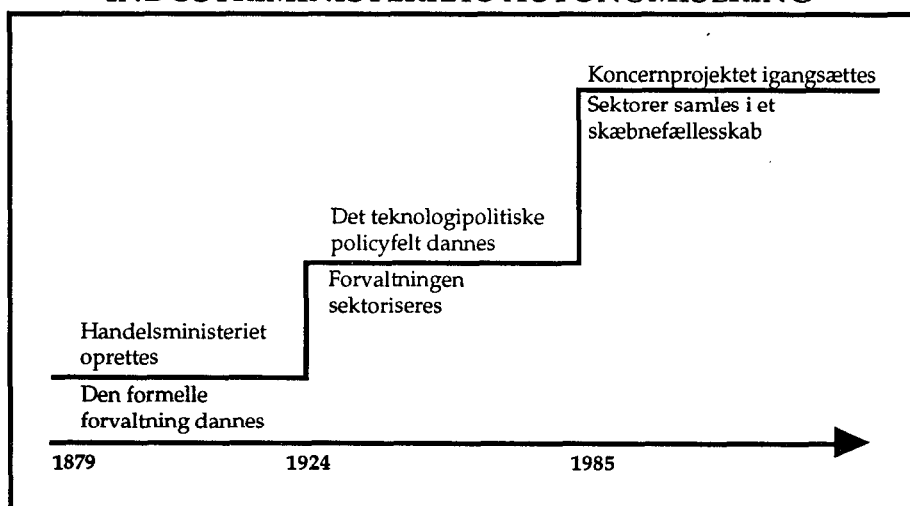 Koncernprojektet igangsættes
Sektorer samles i et
skæbnefællesskab
Det teknologipolitiske
policyfelt dannes
Forvaltningen
sektoriseres
Handelsministeriet
oprettes
Den formelle
forvaltning dannes
1879 1924 1985